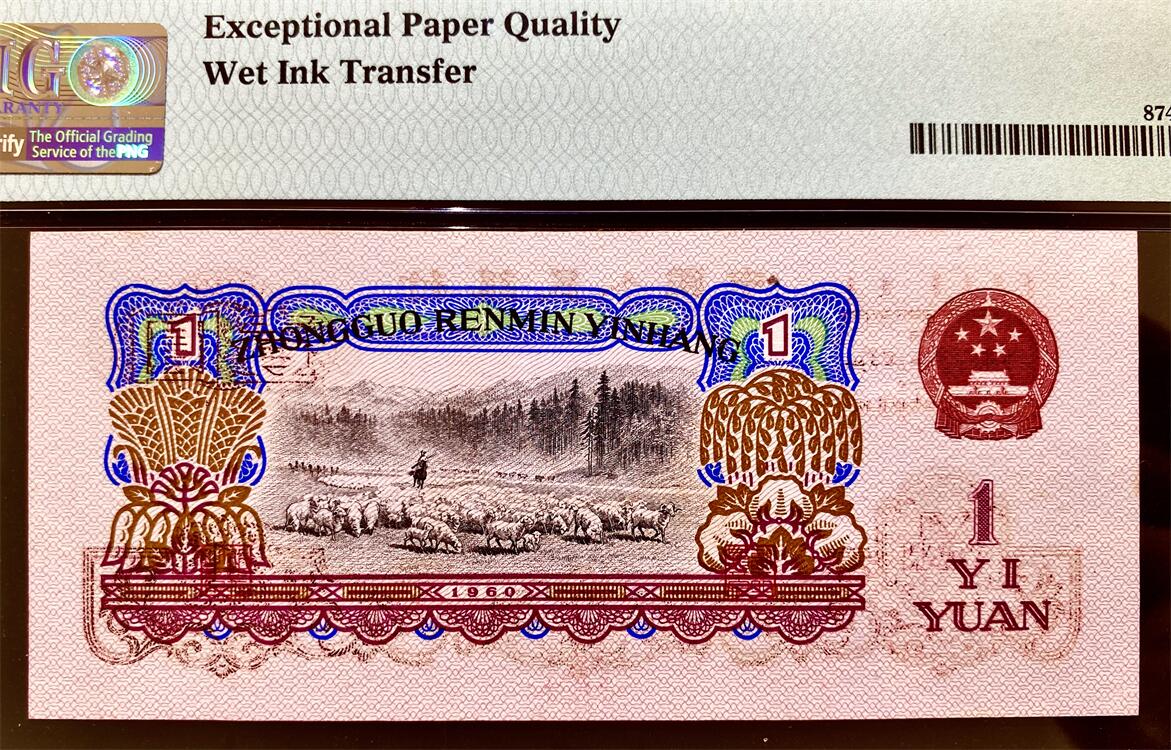 Exceptional Paper Quality
Wet Ink Transfer
The Official Grading
Service of the PNG
874
1
ZHONGGUO RENMIN YINHANG
1
1960
1
YI
YUAN